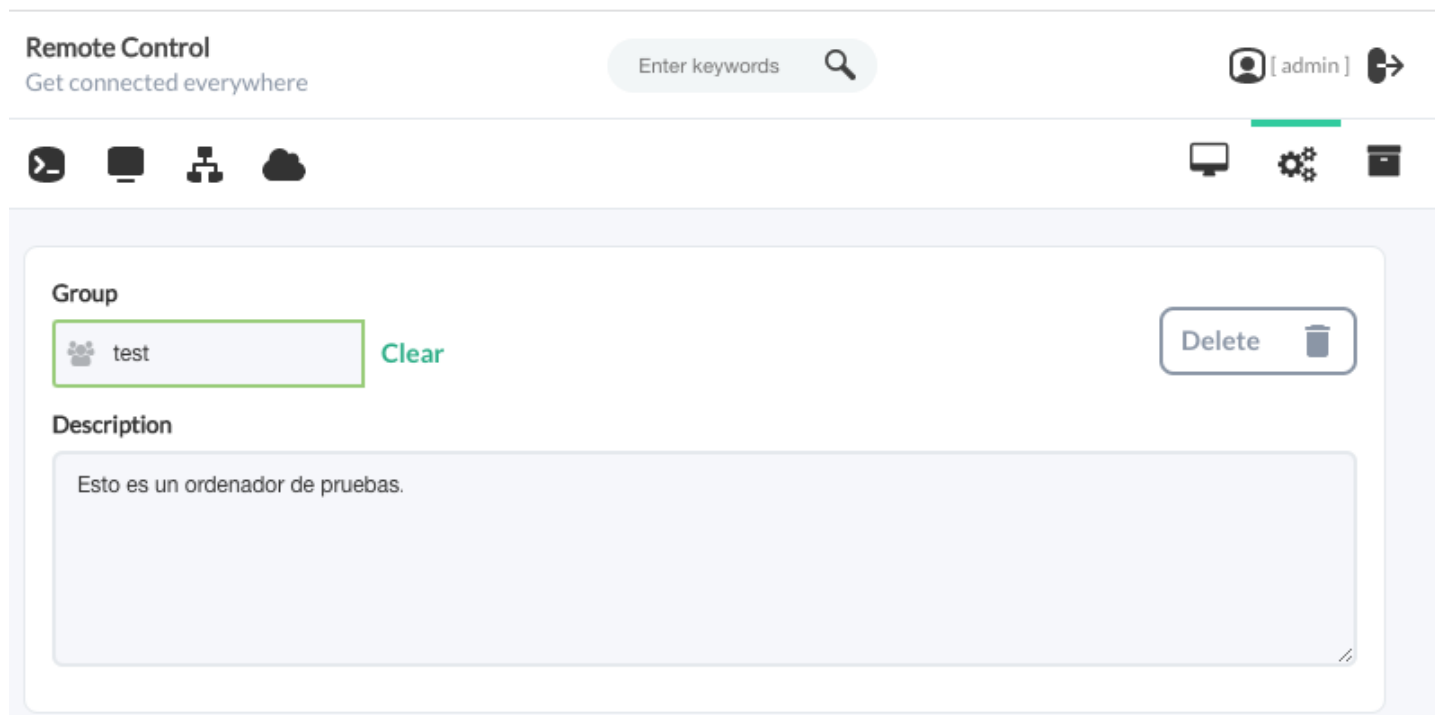 Remote Control
Get connected everywhere
Enter keywords
[ admin ]
Group
test
Clear
Delete
Description
Esto es un ordenador de pruebas.